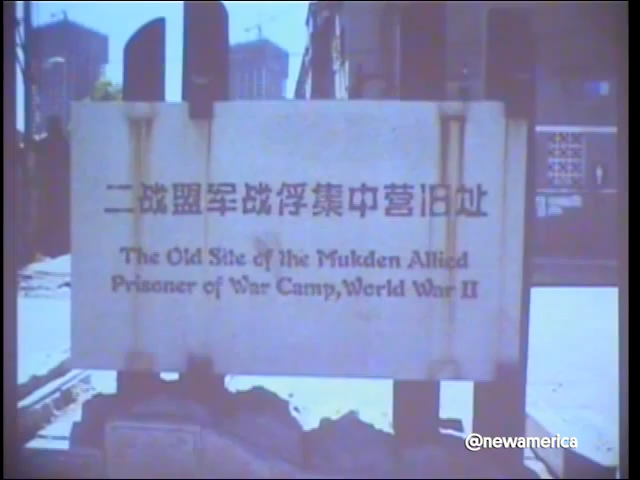 二战盟军战俘集中营旧址
The Old Site of the Mukden Allied
Prisoner of War Camp, World War II
@newamerica